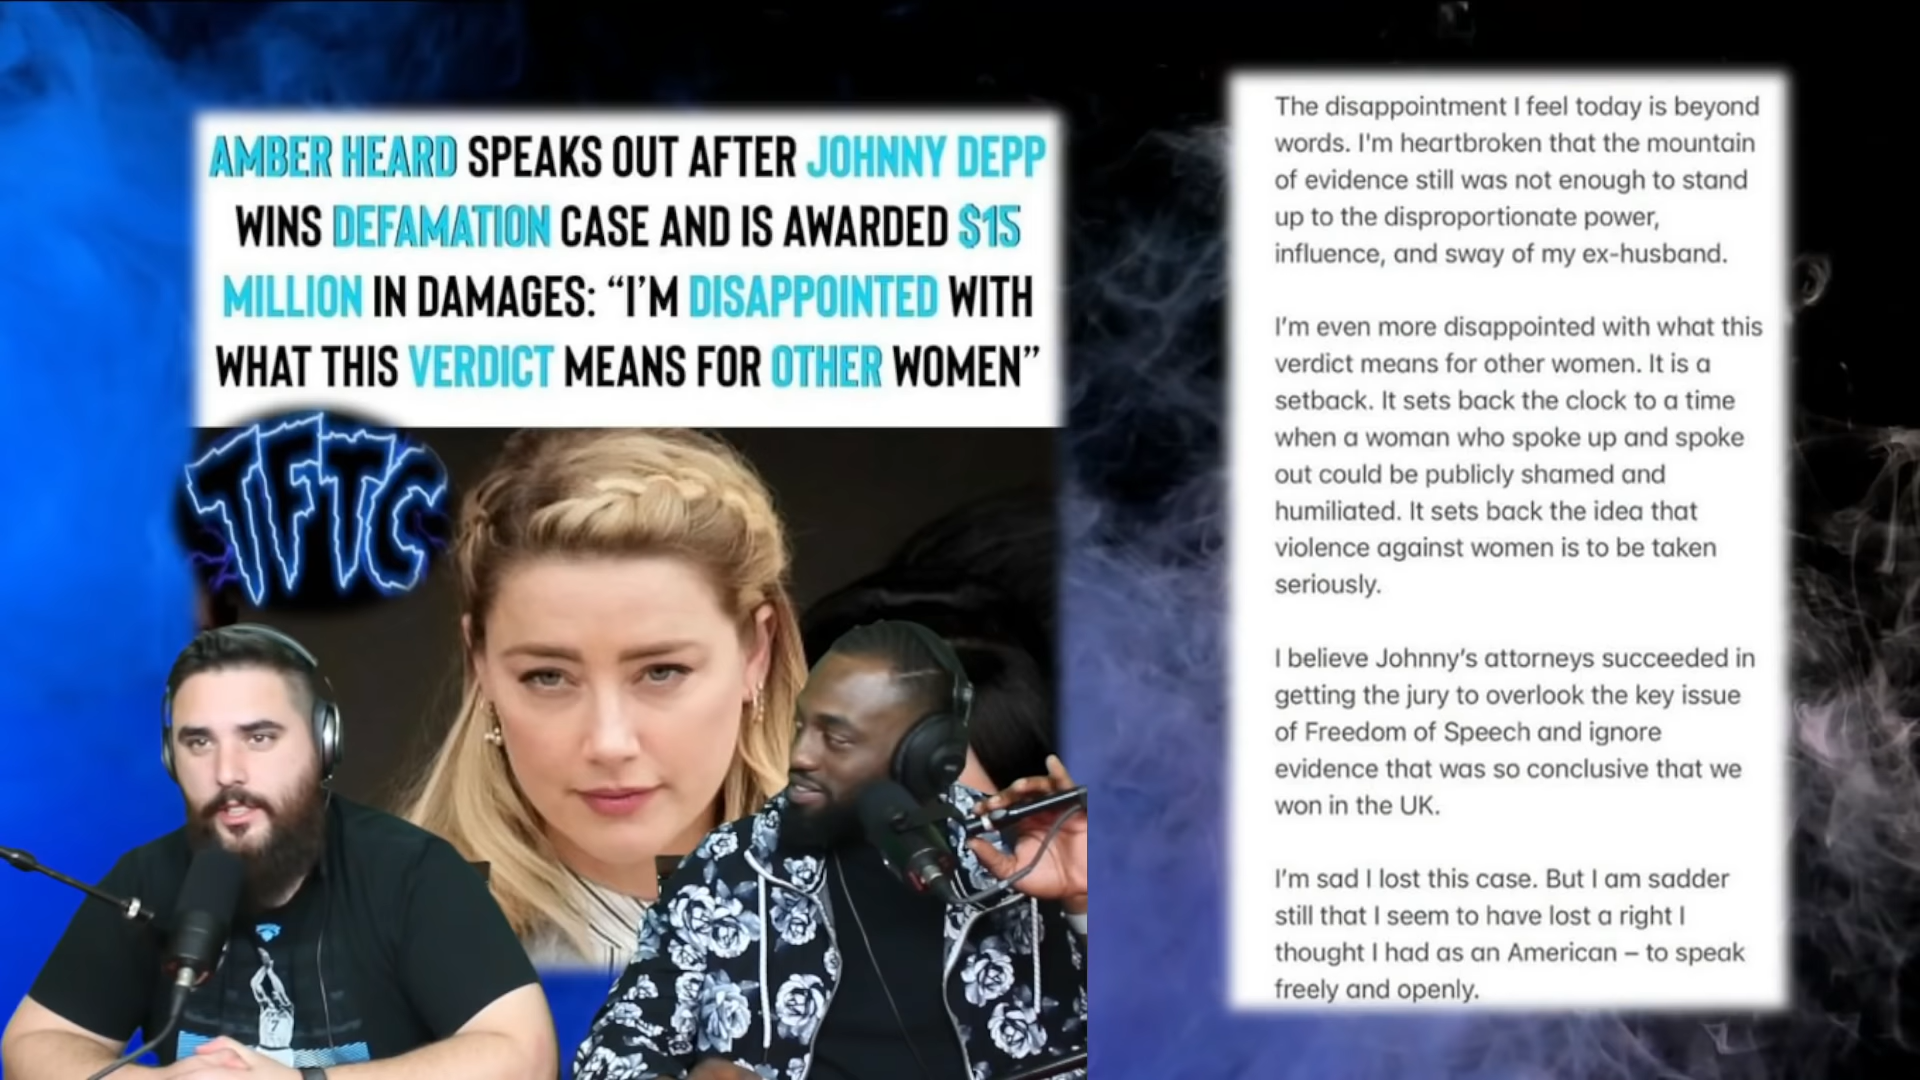 AMBER HEARD SPEAKS OUT AFTER JOHNNY DEPP
WINS DEFAMATION CASE AND IS AWARDED $15
MILLION IN DAMAGES: “I’M DISAPPOINTED WITH
WHAT THIS VERDICT MEANS FOR OTHER WOMEN”
TFTC
7
The disappointment I feel today is beyond
words. I'm heartbroken that the mountain
of evidence still was not enough to stand
up to the disproportionate power,
influence, and sway of my ex-husband.
I’m even more disappointed with what this
verdict means for other women. It is a
setback. It sets back the clock to a time
when a woman who spoke up and spoke
out could be publicly shamed and
humiliated. It sets back the idea that
violence against women is to be taken
seriously.
I believe Johnny’s attorneys succeeded in
getting the jury to overlook the key issue
of Freedom of Speech and ignore
evidence that was so conclusive that we
won in the UK.
I’m sad I lost this case. But I am sadder
still that I seem to have lost a right I
thought I had as an American – to speak
freely and openly.